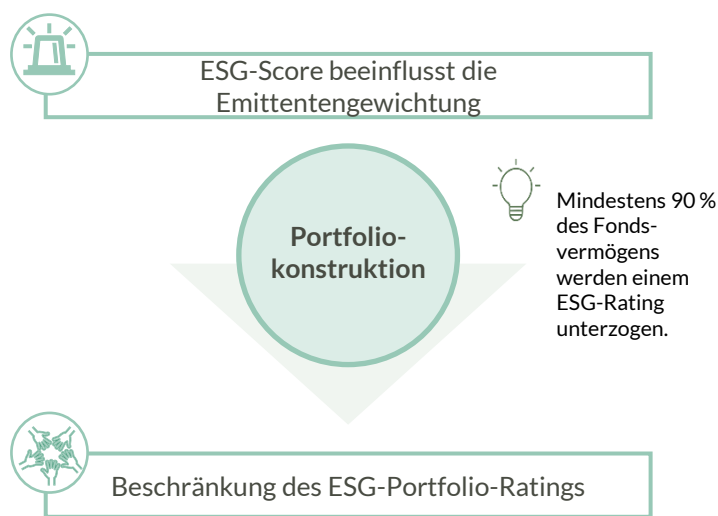 ESG-Score beeinflusst die
Emittentengewichtung
Portfolio-
konstruktion
Mindestens 90 %
des Fonds-
vermögens
werden einem
ESG-Rating
unterzogen.
Beschränkung des ESG-Portfolio-Ratings